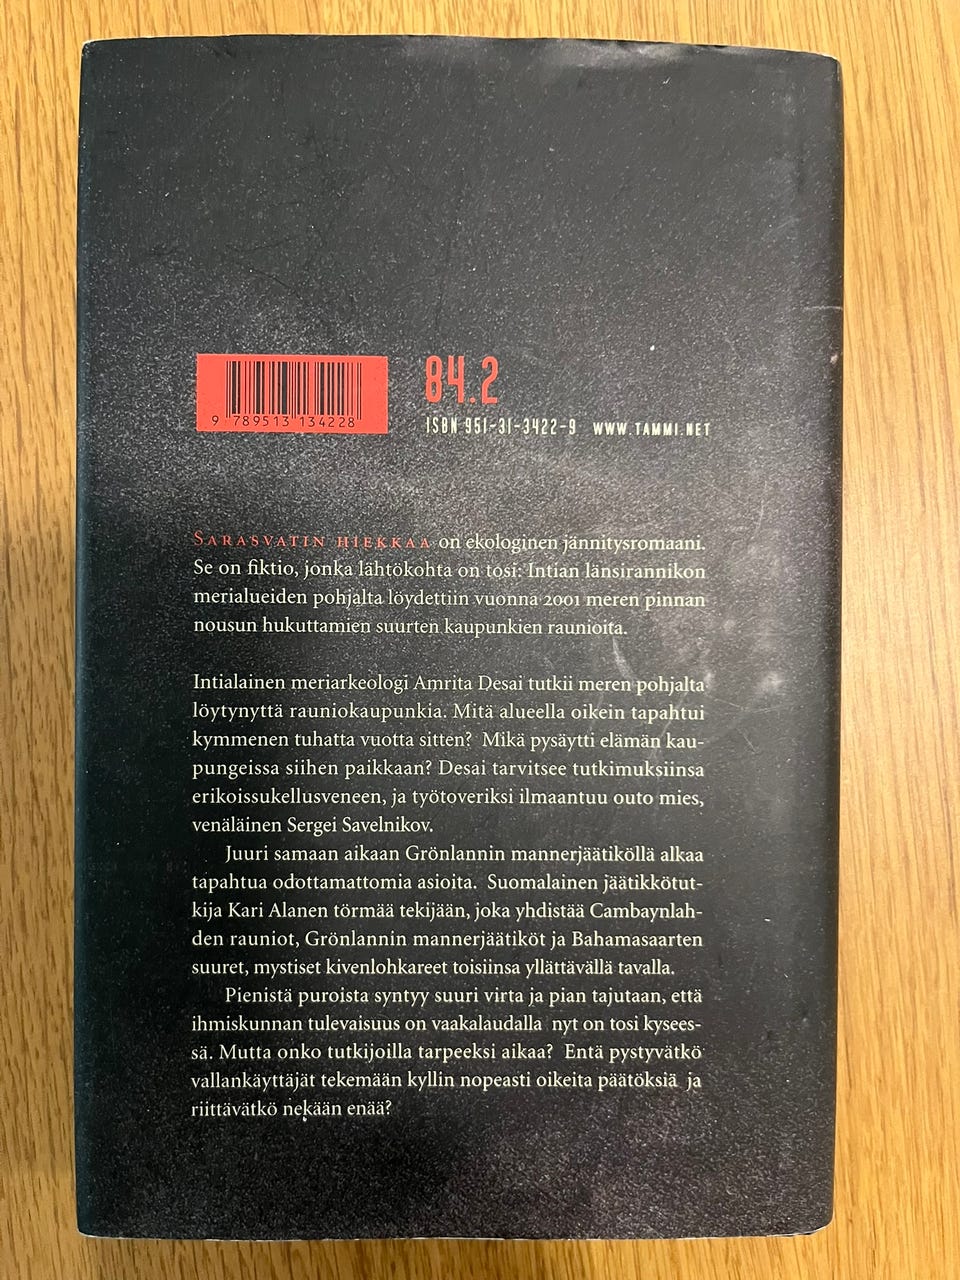 84.2
9 789513 134228
ISBN 951-31-3422-9 WWW.TAMMI.NET
SARASVATIN HIEKKAA on ekologinen jännitysromaani.
Se on fiktio, jonka lähtökohta on tosi: Intian länsirannikon
merialueiden pohjalta löydettiin vuonna 2001 meren pinnan
nousun hukuttamien suurten kaupunkien raunioita.
Intialainen meriarkeologi Amrita Desai tutkii meren pohjalta
löytynyttä rauniokaupunkia. Mitä alueella oikein tapahtui
kymmenen tuhatta vuotta sitten? Mikä pysäytti elämän kau-
pungeissa siihen paikkaan? Desai tarvitsee tutkimuksiinsa
erikoissukellusveneen, ja työtoveriksi ilmaantuu outo mies,
venäläinen Sergei Savelnikov.
Juuri samaan aikaan Grönlannin mannerjäätiköllä alkaa
tapahtua odottamattomia asioita. Suomalainen jäätikkötut-
kija Kari Alanen törmää tekijään, joka yhdistää Cambaynlah-
den rauniot, Grönlannin mannerjäätiköt ja Bahamasaarten
suuret, mystiset kivenlohkareet toisiinsa yllättävällä tavalla.
Pienistä puroista syntyy suuri virta ja pian tajutaan, että
ihmiskunnan tulevaisuus on vaakalaudalla nyt on tosi kysees-
sä. Mutta onko tutkijoilla tarpeeksi aikaa? Entä pystyvätkö
vallankäyttäjät tekemään kyllin nopeasti oikeita päätöksiä ja
riittävätkö nekään enää?